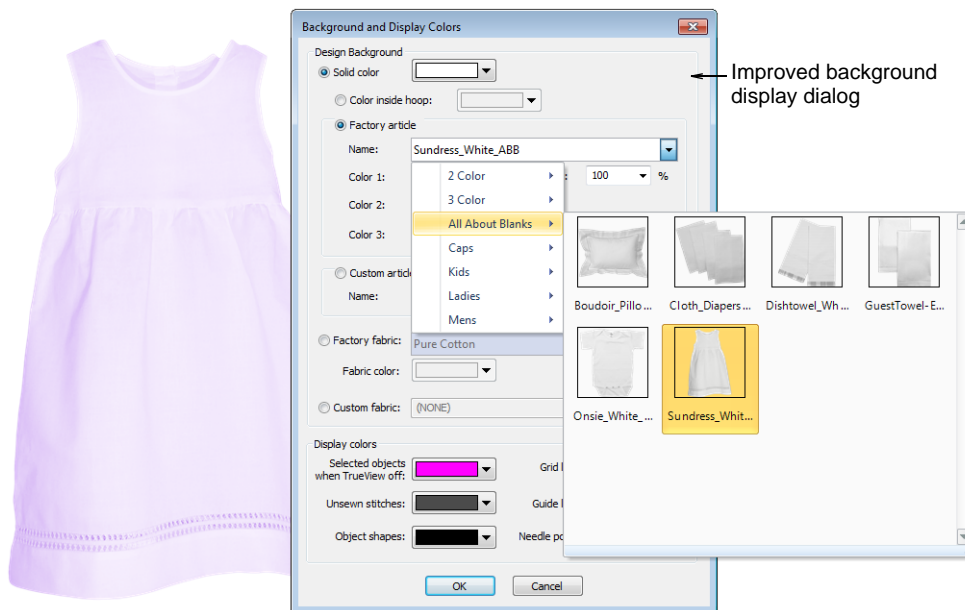 Background and Display Colors
Design Background
Solid color
Color inside hoop:
Factory article
Name:
Sundress_White_ABB
Color 1:
100
%
Color 2:
Color 3:
2 Color
3 Color
All About Blanks
Caps
Kids
Ladies
Mens
Custom
Name:
Factory fabric:
Pure Cotton
Fabric color:
Custom fabric:
(NONE)
Display colors
Selected objects
when TrueView off:
Grid
Unsewn stitches:
Guide
Object shapes:
Needle
OK
Cancel
Boudoir_Pillo...
Cloth_Diapers...
Dishtowel_Wh...
GuestTowel-E...
Onsie_White_...
Sundress_Whit...
Improved background
display dialog